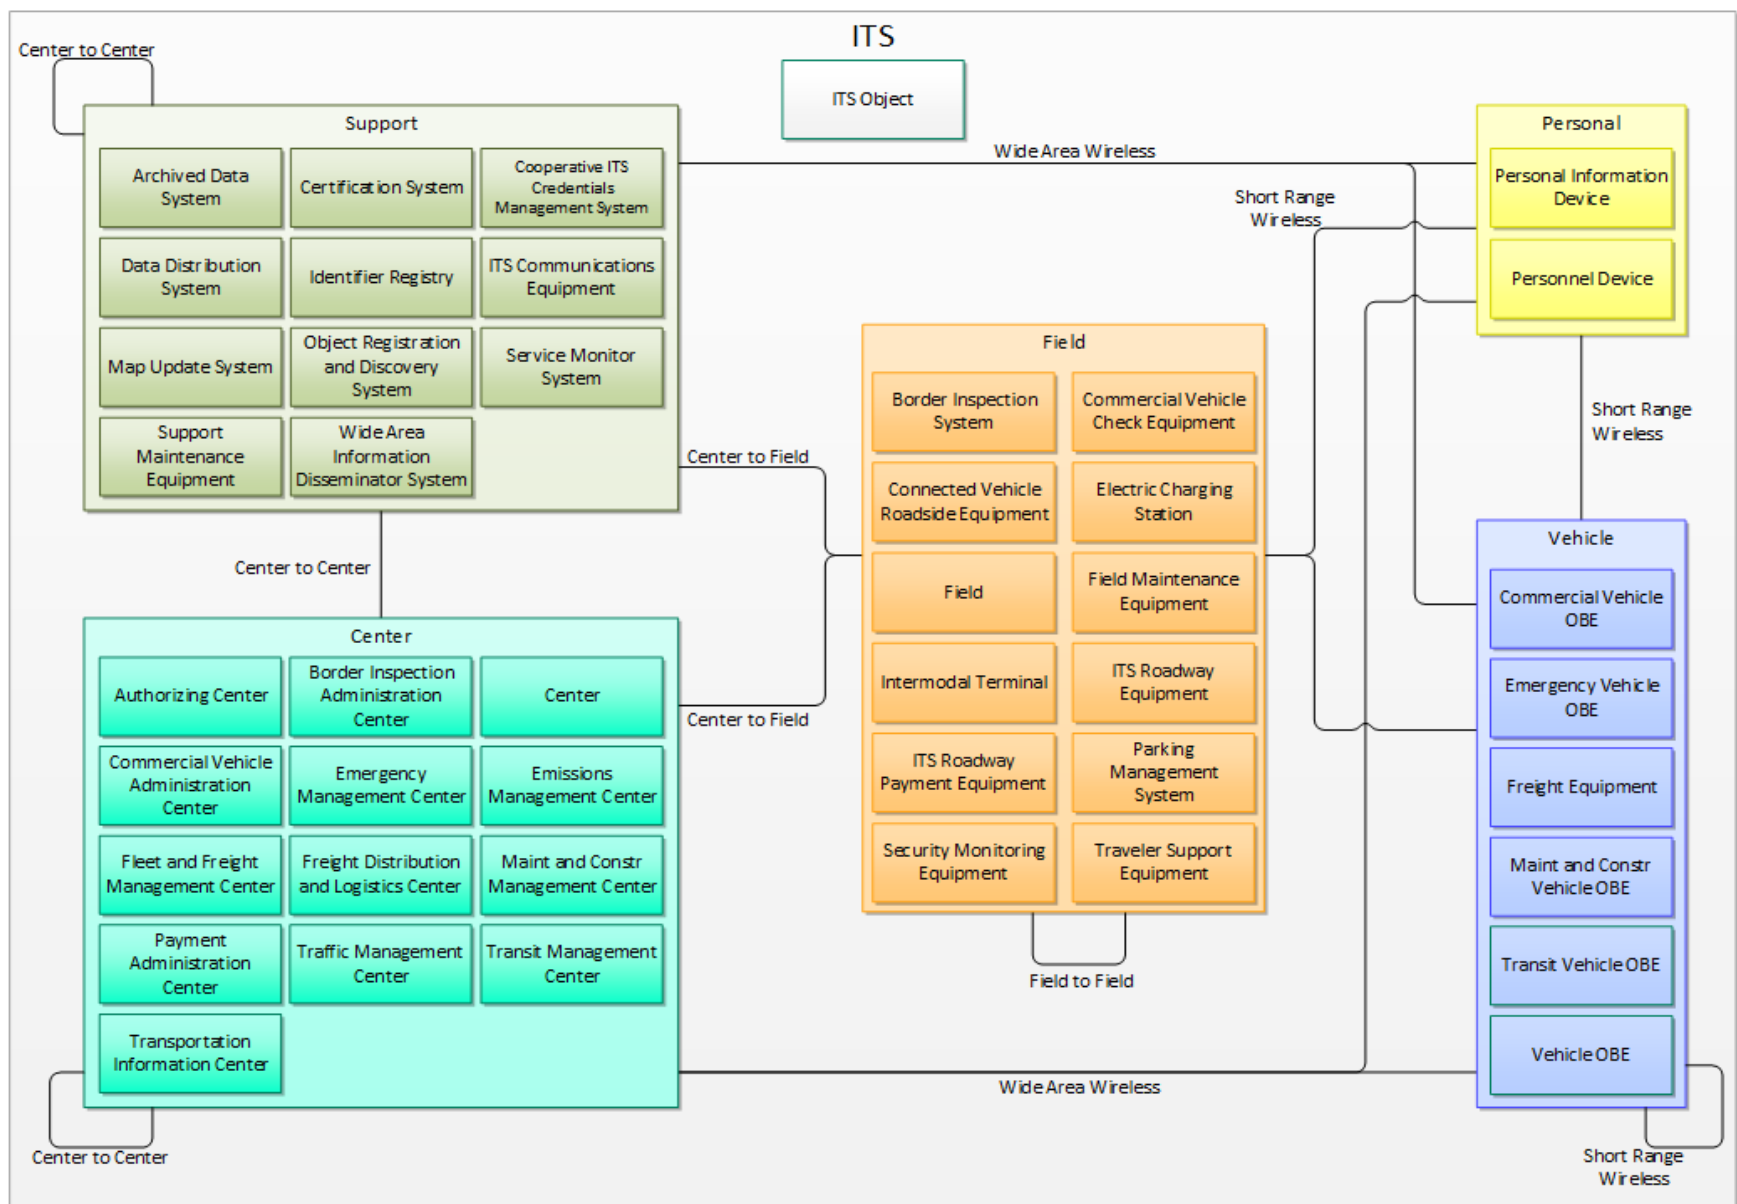 ITS
Center to Center
ITS Object
Support
Archived Data
System
Certification System
Cooperative ITS
Credentials
Management System
Data Distribution
System
Identifier Registry
ITS Communications
Equipment
Map Update System
Object Registration
and Discovery
System
Service Monitor
System
Support
Maintenance
Equipment
Wide Area
Information
Disseminator System
Wide Area Wireless
Short Range
Wireless
Personal
Personal Information
Device
Personnel Device
Short Range
Wireless
Center to Field
Center to Center
Field
Border Inspection
System
Commercial Vehicle
Check Equipment
Connected Vehicle
Roadside Equipment
Electric Charging
Station
Field
Field Maintenance
Equipment
Intermodal Terminal
ITS Roadway
Equipment
ITS Roadway
Payment Equipment
Parking
Management
System
Security Monitoring
Equipment
Traveler Support
Equipment
Field to Field
Center
Authorizing Center
Border Inspection
Administration
Center
Center
Commercial Vehicle
Administration
Center
Emergency
Management Center
Emissions
Management Center
Fleet and Freight
Management Center
Freight Distribution
and Logistics Center
Maint and Constr
Management Center
Payment
Administration
Center
Traffic Management
Center
Transit Management
Center
Transportation
Information Center
Center to Field
Wide Area Wireless
Center to Center
Vehicle
Commercial Vehicle
OBE
Emergency Vehicle
OBE
Freight Equipment
Maint and Constr
Vehicle OBE
Transit Vehicle OBE
Vehicle OBE
Short Range
Wireless